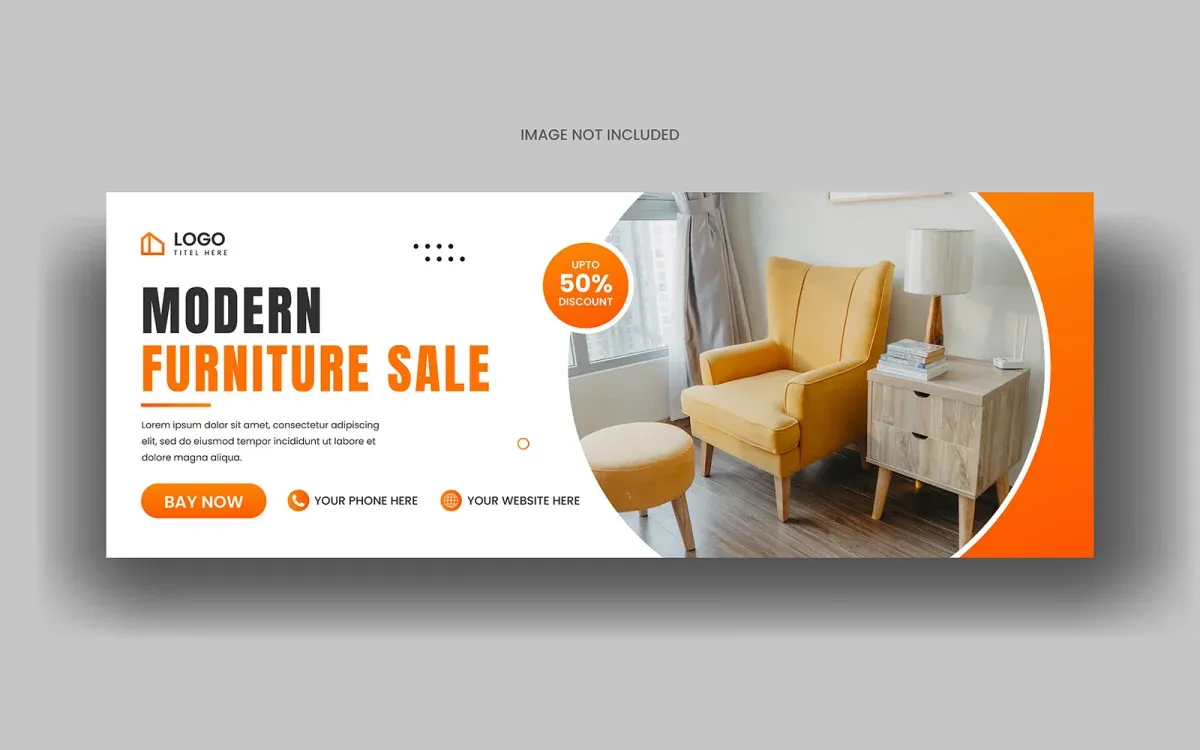 IMAGE NOT INCLUDED
LOGO
TITEL HERE
MODERN
FURNITURE SALE
Lorem ipsum dolor sit amet, consectetur adipiscing
elit, sed do eiusmod tempor incididunt ut labore et
dolore magna aliqua.
BAY NOW
YOUR PHONE HERE
YOUR WEBSITE HERE
UPTO
50%
DISCOUNT